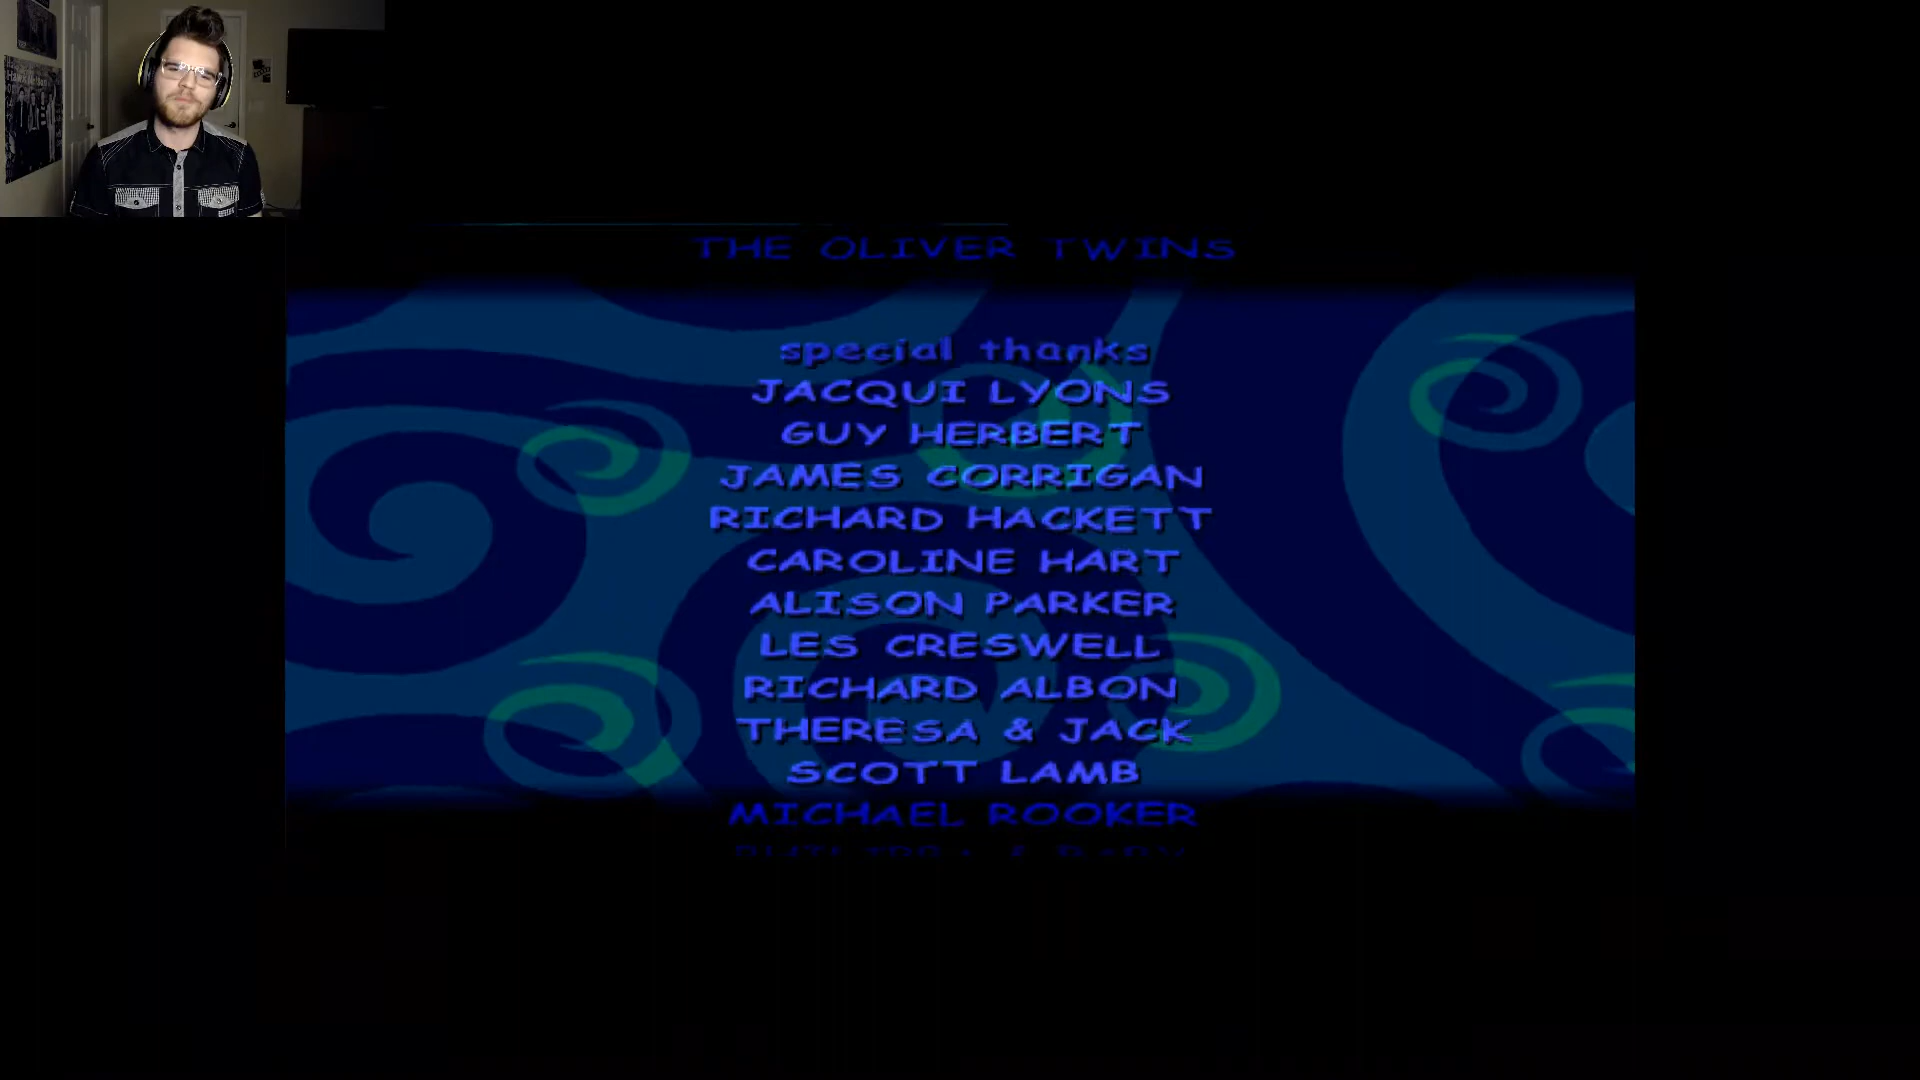 THE OLIVER TWINS
special thanks
JACQUI LYONS
GUY HERBERT
JAMES CORRIGAN
RICHARD HACKETT
CAROLINE HART
ALISON PARKER
LES CRESWELL
RICHARD ALBON
THERESA & JACK
SCOTT LAMB
MICHAEL ROOKER